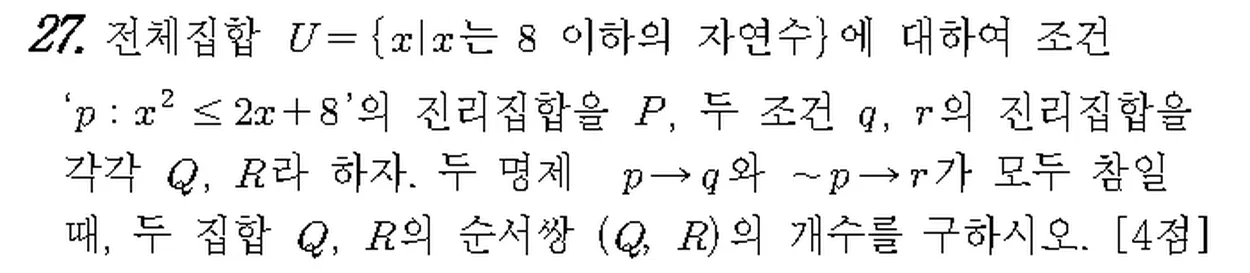 27. 전체집합 U={x|x는 8 이하의 자연수}에 대하여 조건
‘p : x² ≤ 2x+8’의 진리집합을 P, 두 조건 q, r의 진리집합을
각각 Q, R라 하자. 두 명제 p→q와 ~p→r가 모두 참일
때, 두 집합 Q, R의 순서쌍 (Q, R)의 개수를 구하시오. [4점]